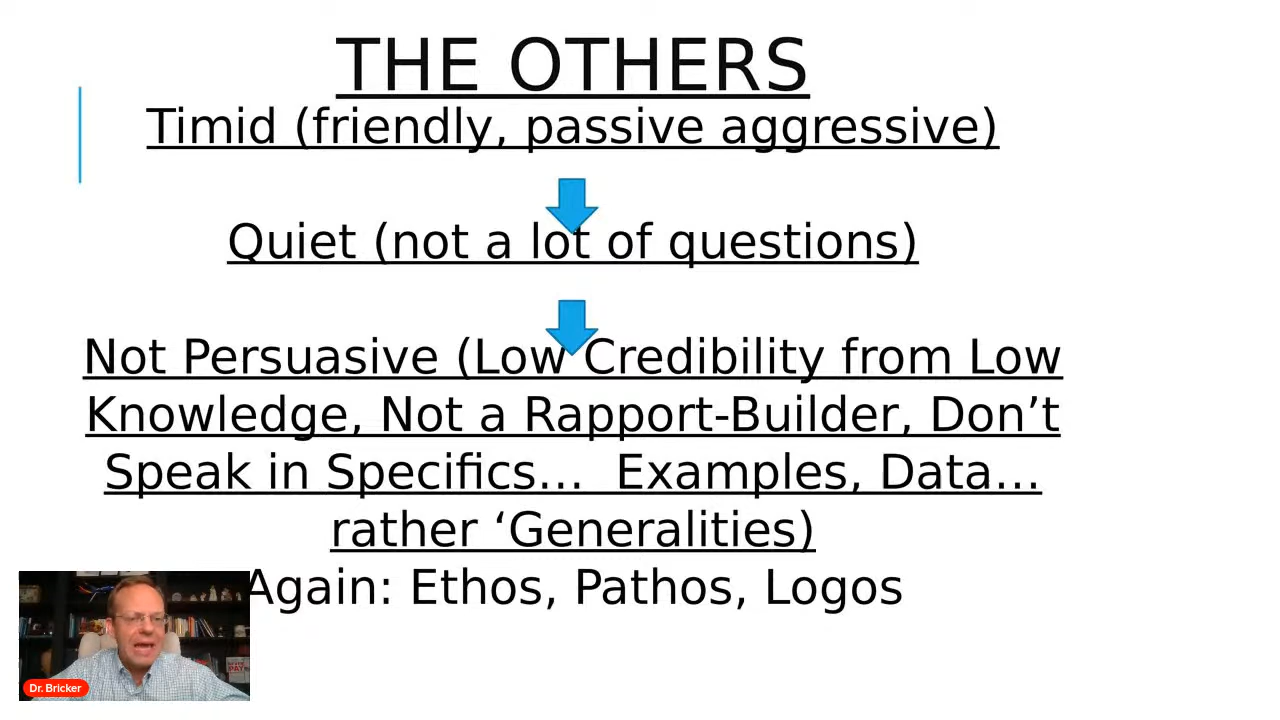 THE OTHERS
Timid (friendly, passive aggressive)
Quiet (not a lot of questions)
Not Persuasive (Low Credibility from Low
Knowledge, Not a Rapport-Builder, Don’t
Speak in Specifics… Examples, Data…
rather ‘Generalities)
Again: Ethos, Pathos, Logos
Dr. Bricker